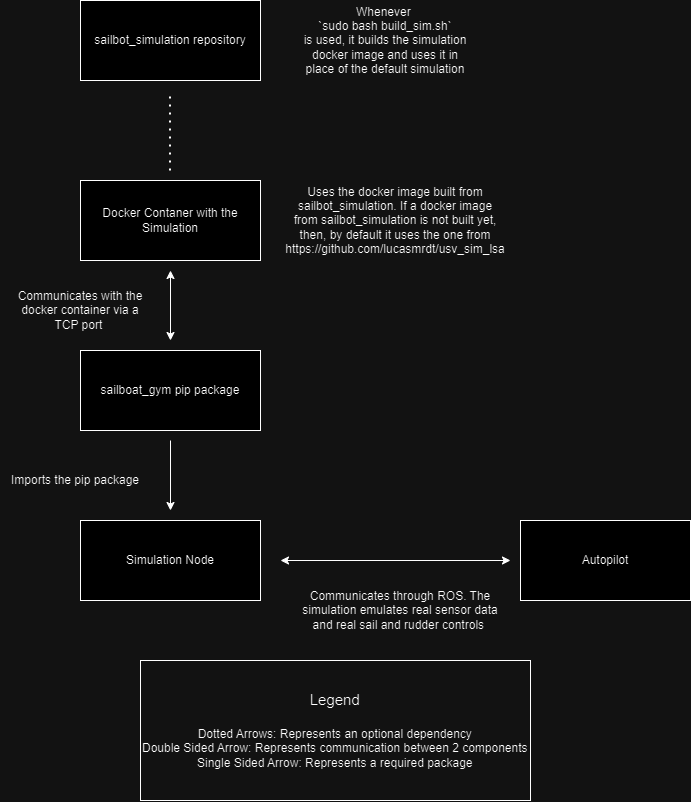 sailbot_simulation repository
Whenever
`sudo bash build_sim.sh`
is used, it builds the simulation
docker image and uses it in
place of the default simulation
Docker Contaner with the
Simulation
Uses the docker image built from
sailbot_simulation. If a docker image
from sailbot_simulation is not built yet,
then, by default it uses the one from
https://github.com/lucasmrdt/usv_sim_lsa
Communicates with the
docker container via a
TCP port
sailboat_gym pip package
Imports the pip package
Simulation Node
Autopilot
Communicates through ROS. The
simulation emulates real sensor data
and real sail and rudder controls
Legend
Dotted Arrows: Represents an optional dependency
Double Sided Arrow: Represents communication between 2 components
Single Sided Arrow: Represents a required package